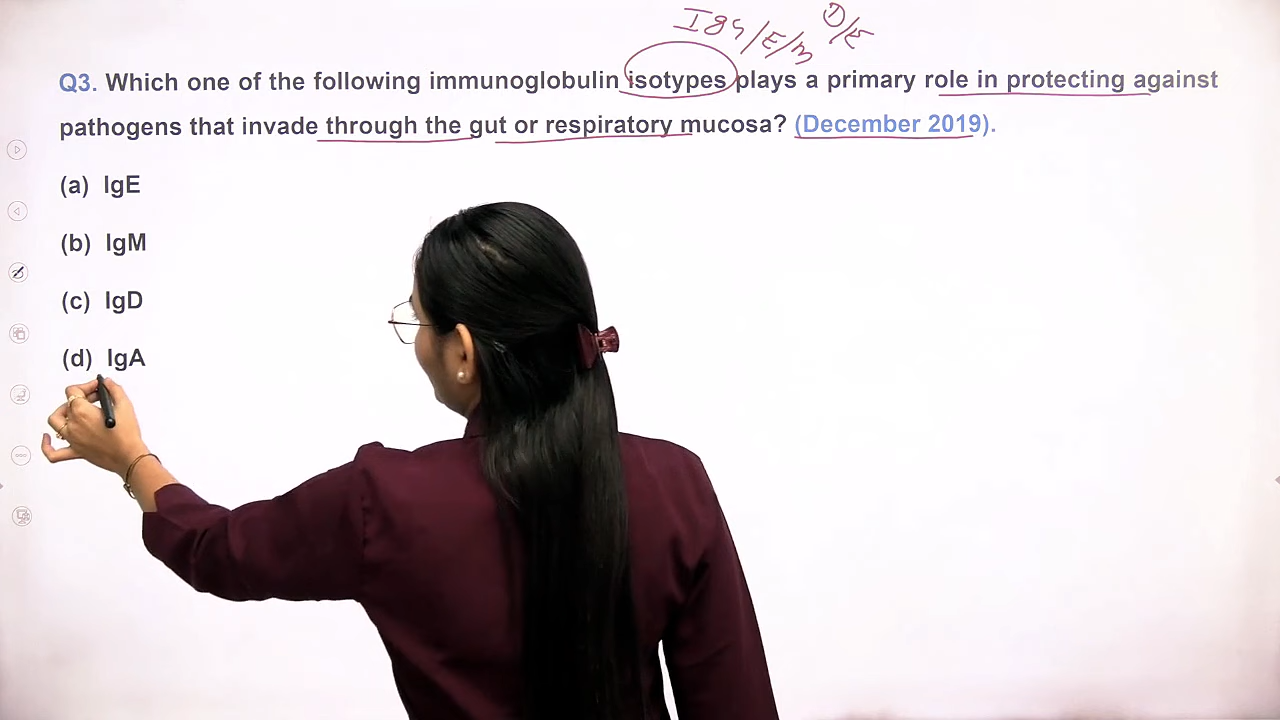 Q3. Which one of the following immunoglobulin isotypes plays a primary role in protecting against
pathogens that invade through the gut or respiratory mucosa? (December 2019).
(a) IgE
(b) IgM
(c) IgD
(d) IgA